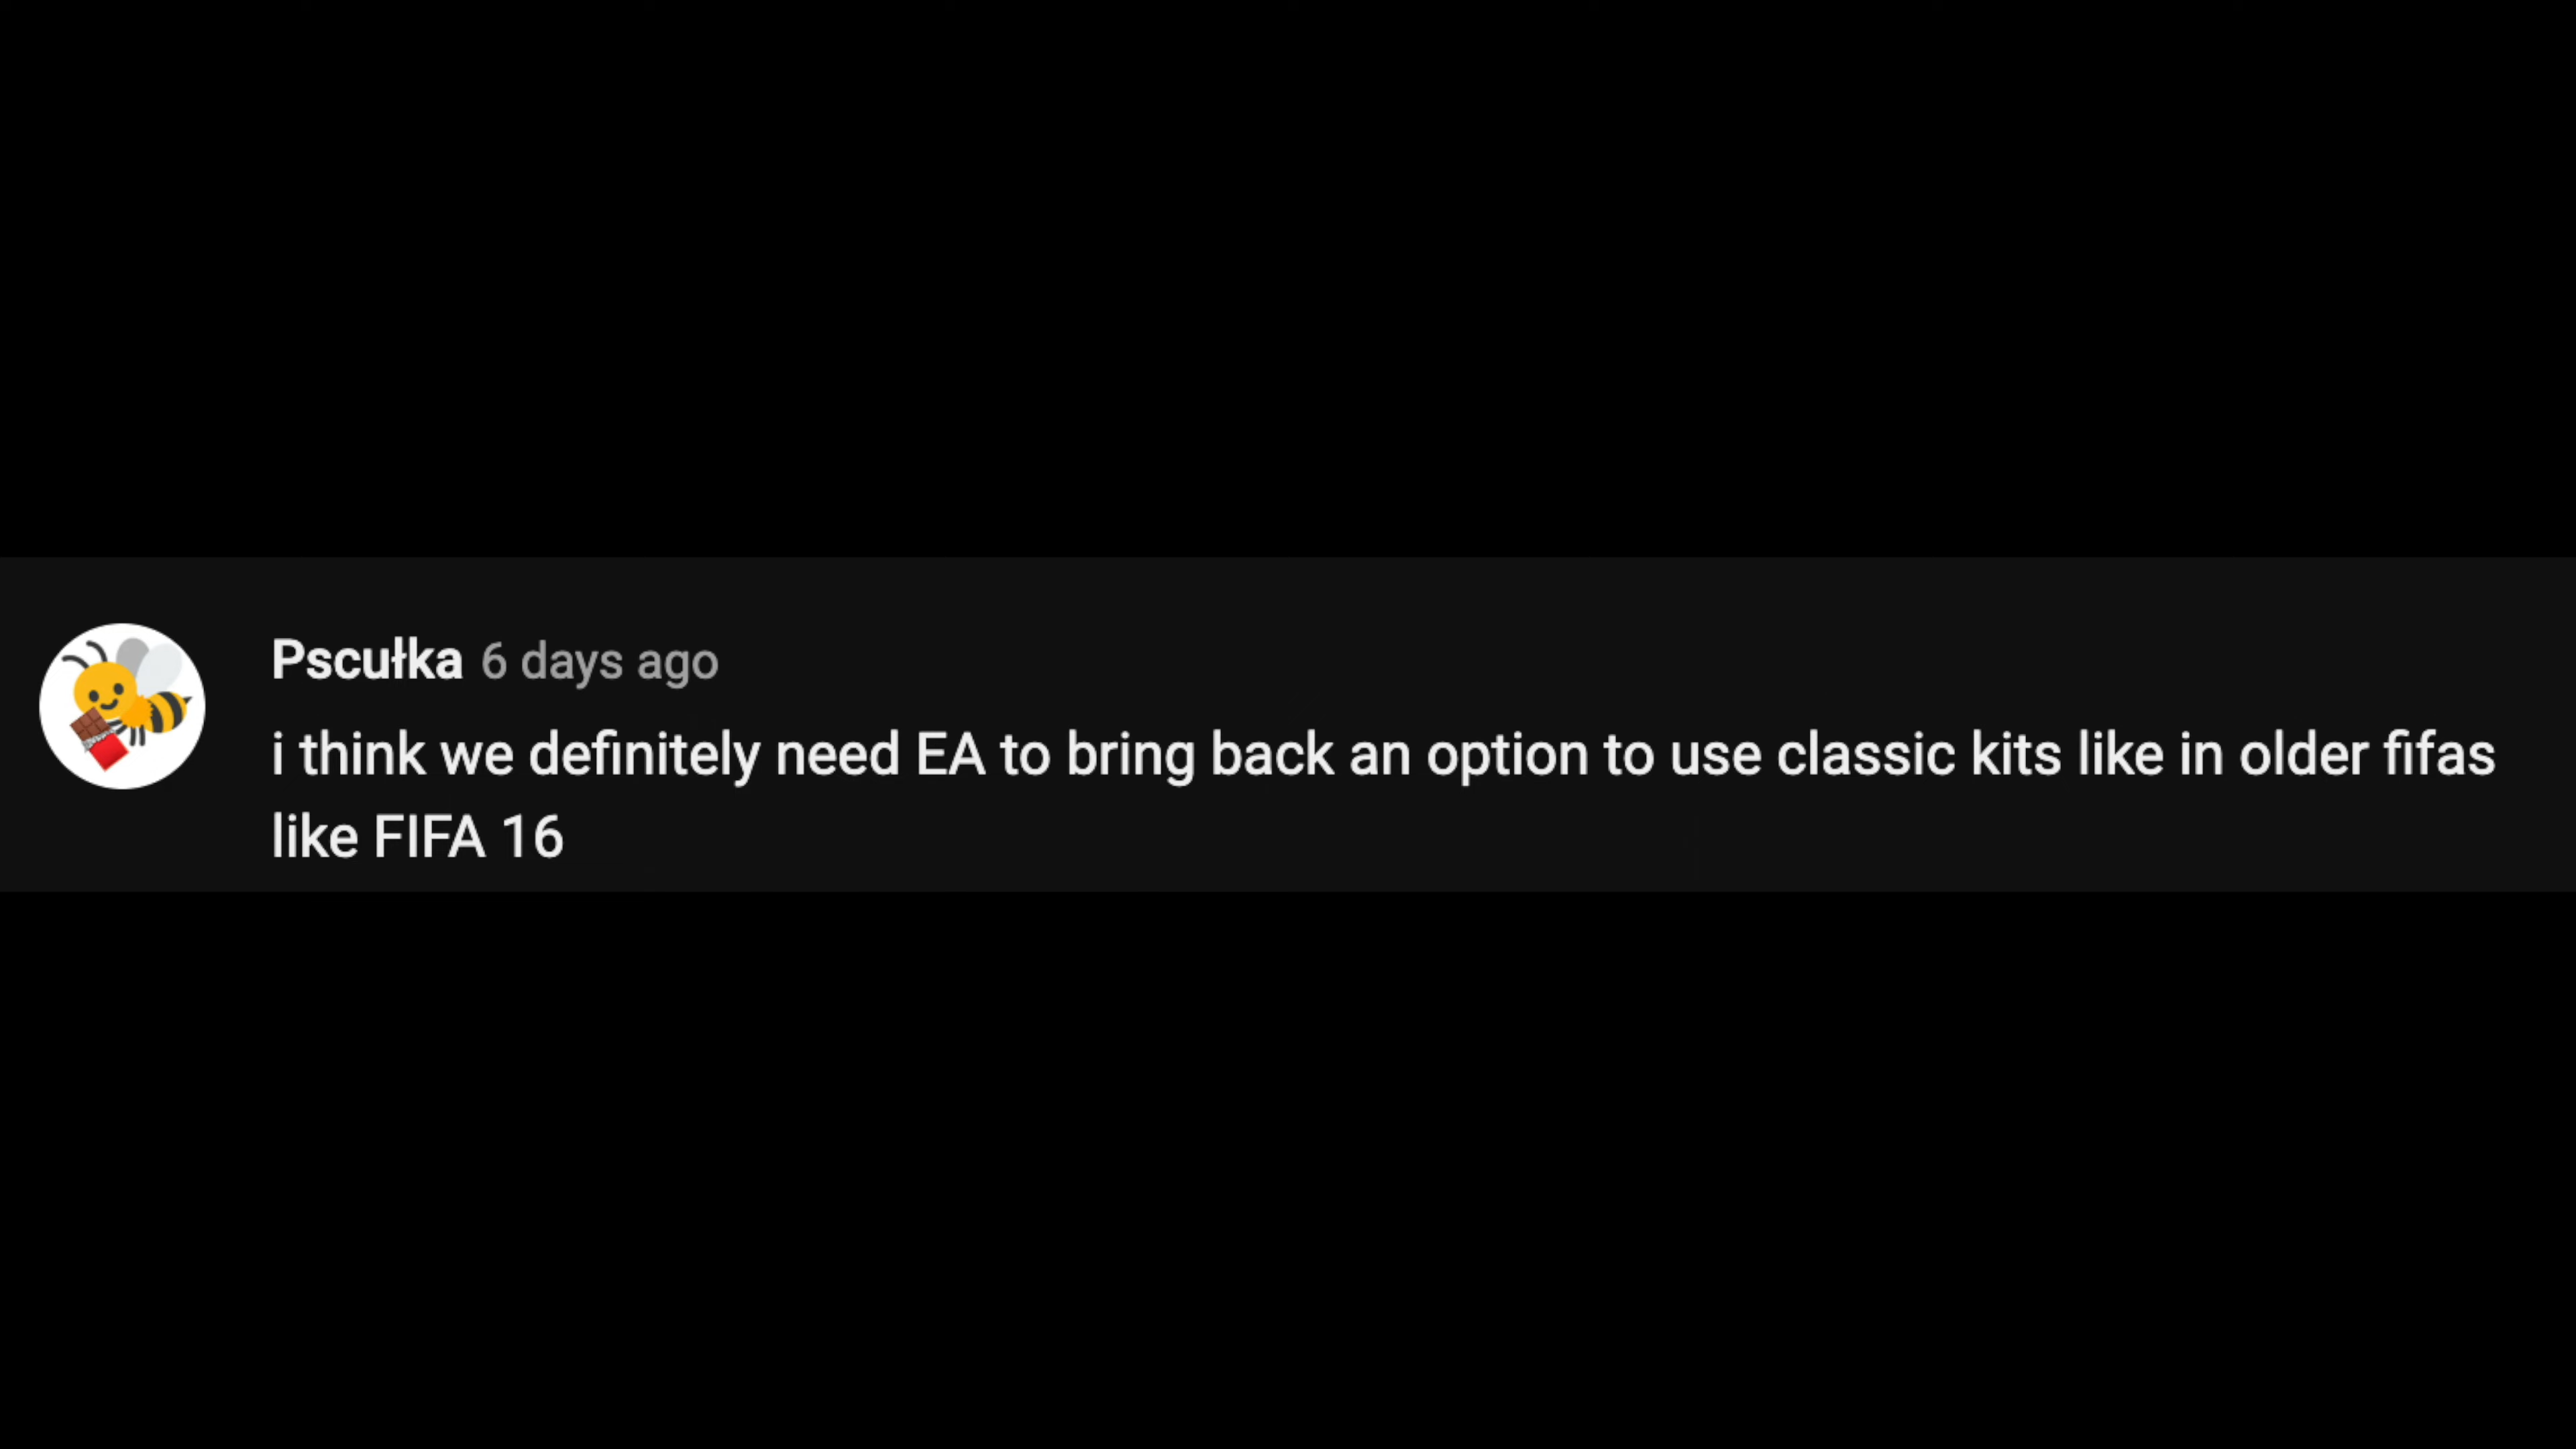 Pscułka 6 days ago
i think we definitely need EA to bring back an option to use classic kits like in older fifas
like FIFA 16